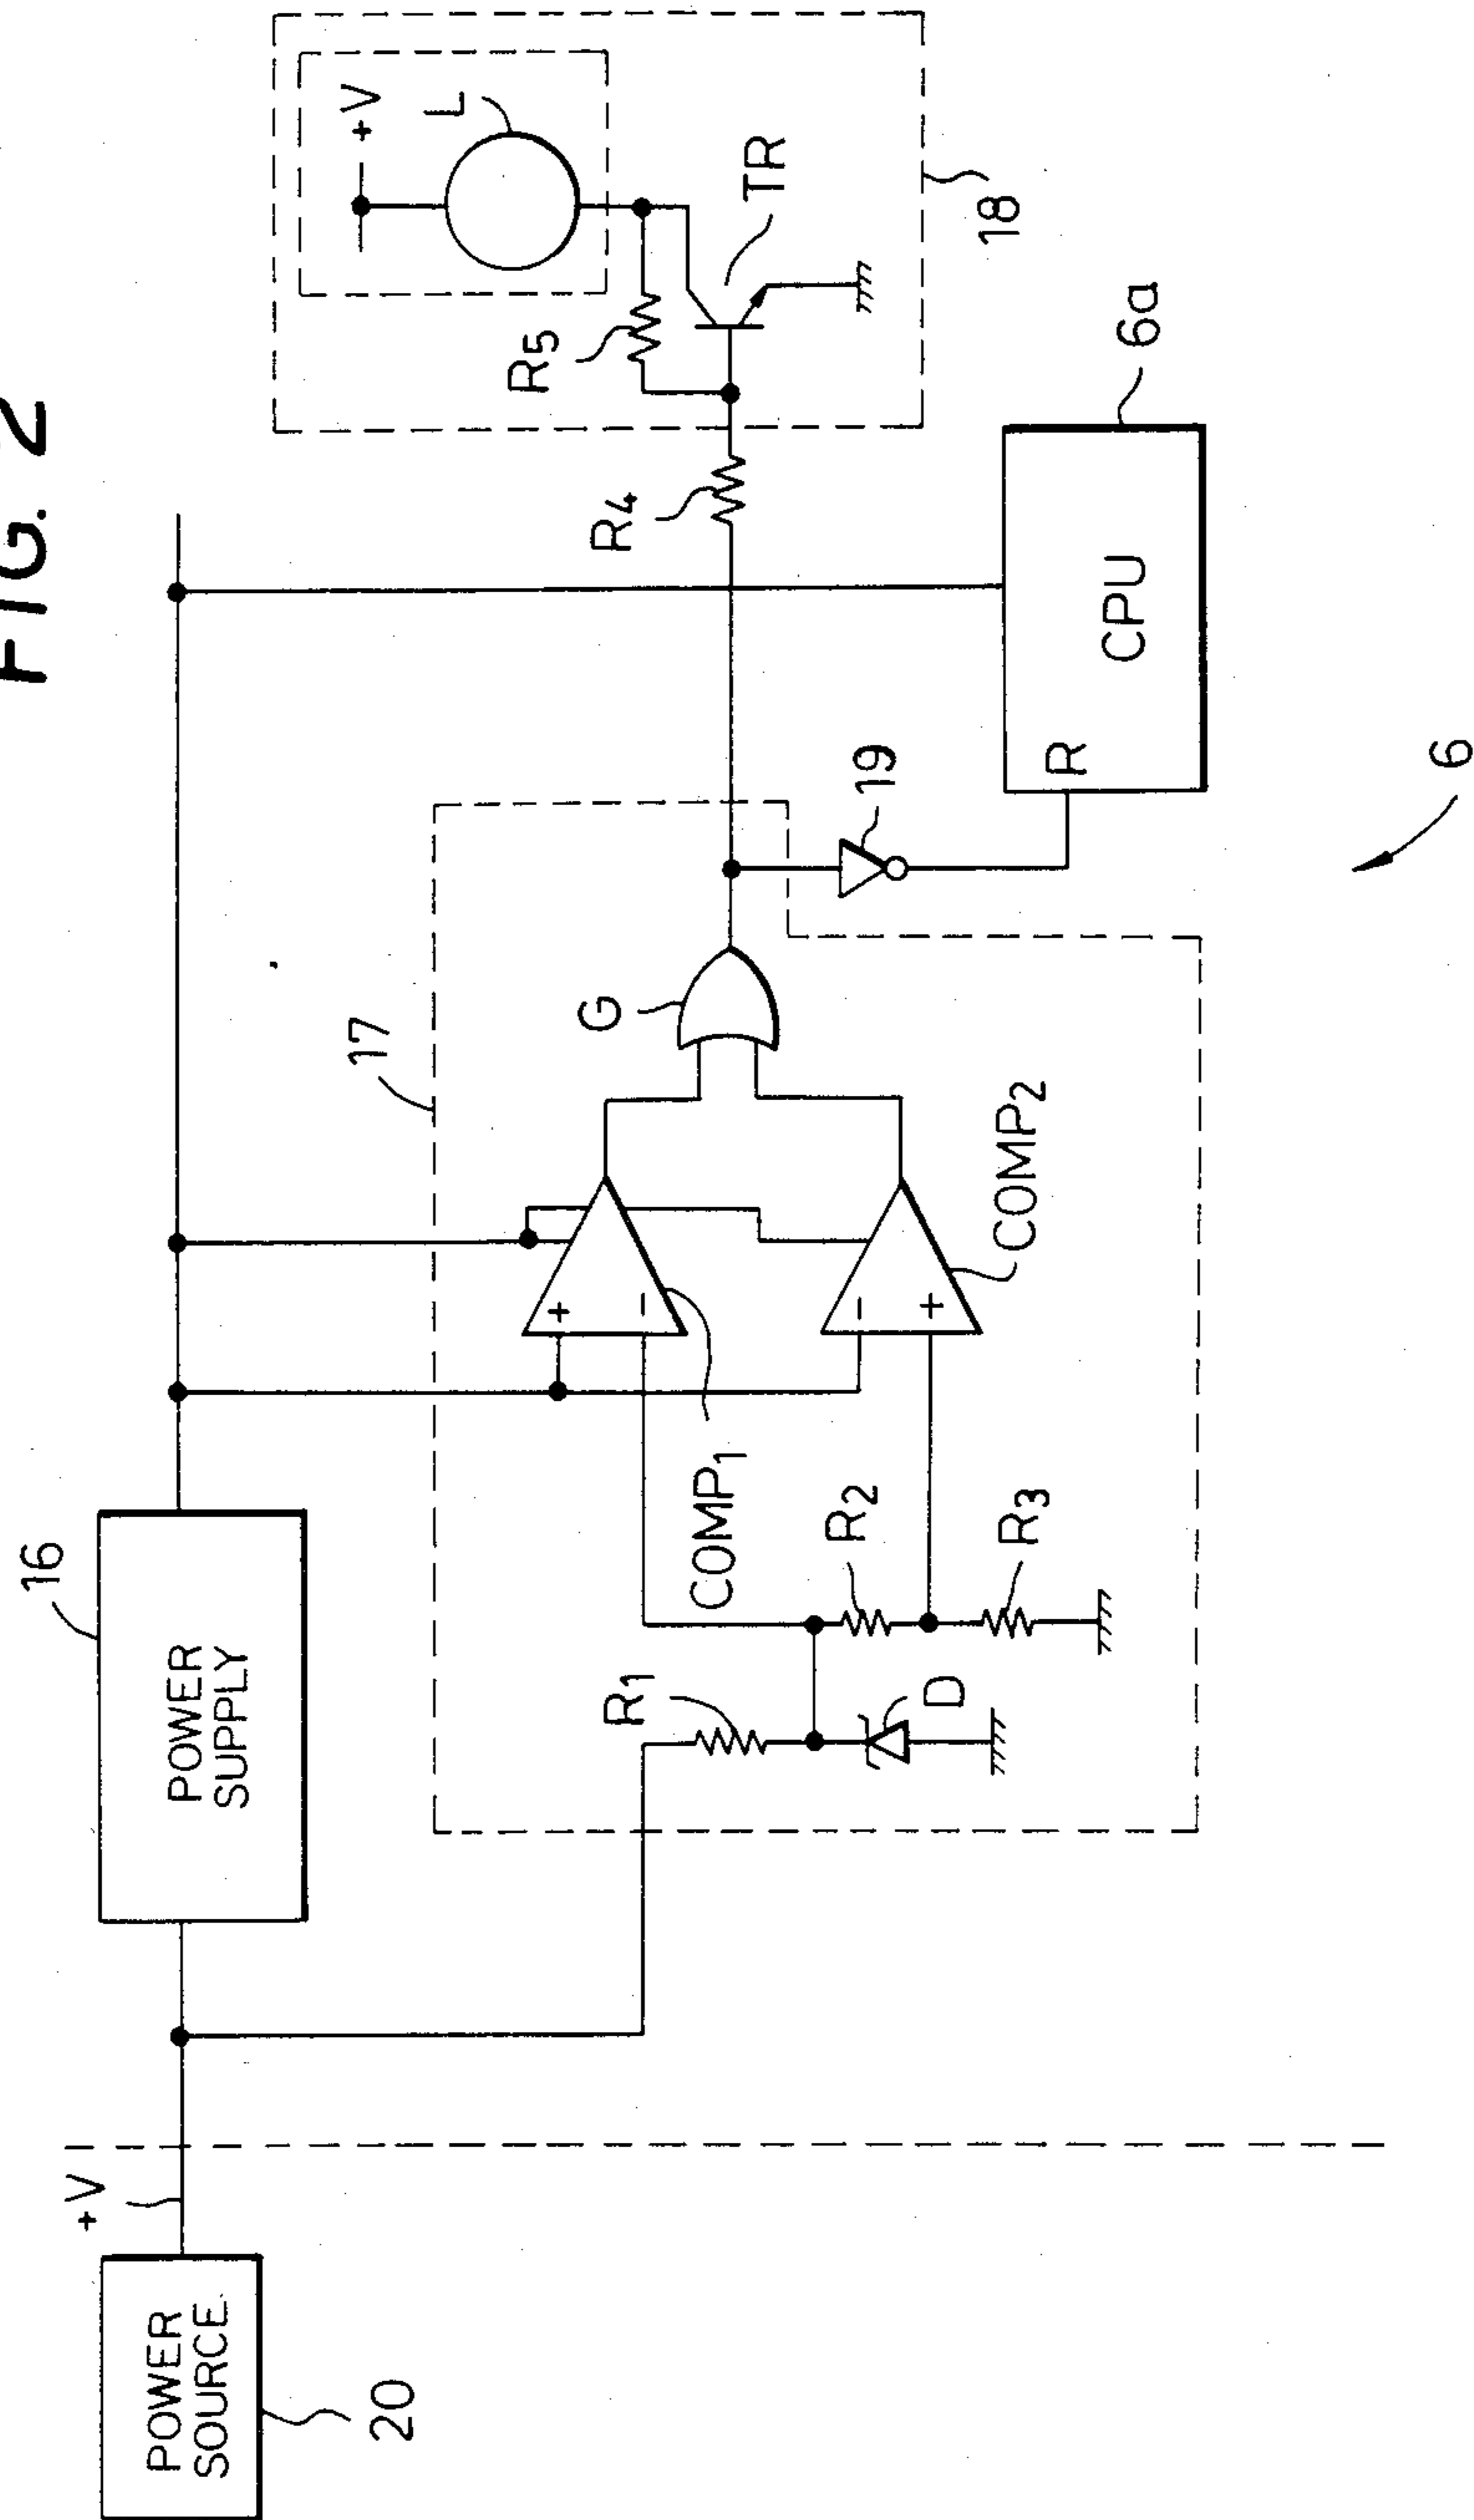 FIG. 2
POWER
SOURCE
20
+V
16
POWER
SUPPLY
17
R1
D
R2
R3
COMP1
+
−
COMP2
−
+
G
19
R
CPU
6a
6
R4
R5
+V
L
TR
18